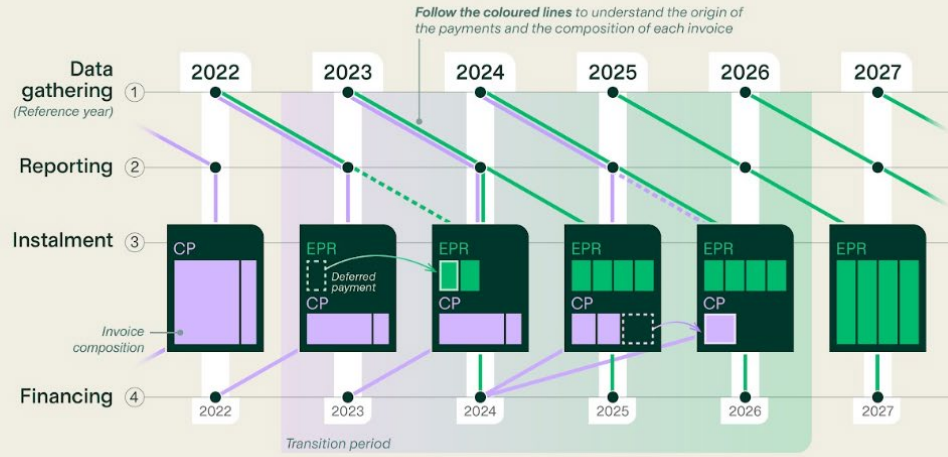 Follow the coloured lines to understand the origin of
the payments and the composition of each invoice
Data
gathering
(Reference year)
1
2022
2023
2024
2025
2026
2027
Reporting
2
Instalment
3
CP
EPR
Deferred
payment
CP
EPR
CP
EPR
CP
EPR
CP
EPR
Invoice
composition
Financing
4
2022
2023
2024
2025
2026
2027
Transition period